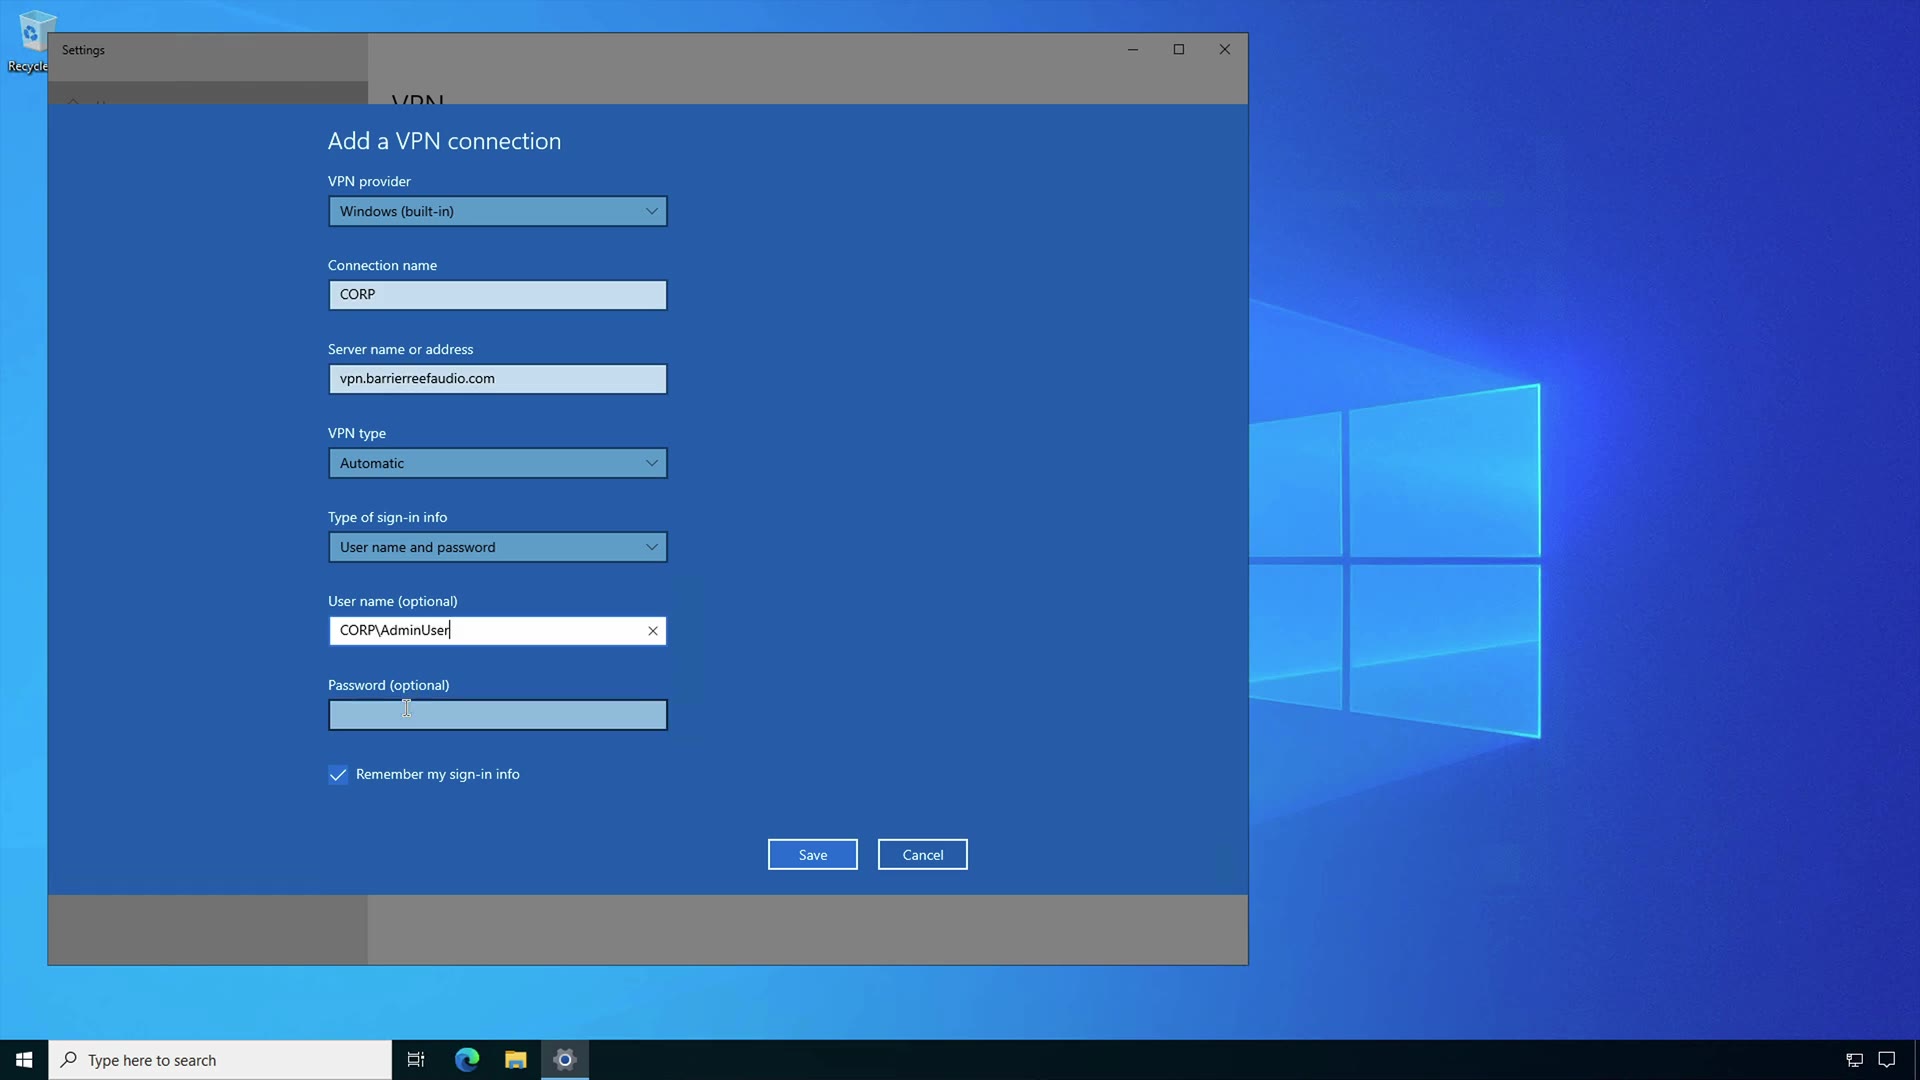 Recycle
Settings
VPN
Add a VPN connection
VPN provider
Windows (built-in)
Connection name
CORP
Server name or address
vpn.barrierreefaudio.com
VPN type
Automatic
Type of sign-in info
User name and password
User name (optional)
CORP\AdminUser
Password (optional)
Remember my sign-in info
Save
Cancel
Type here to search